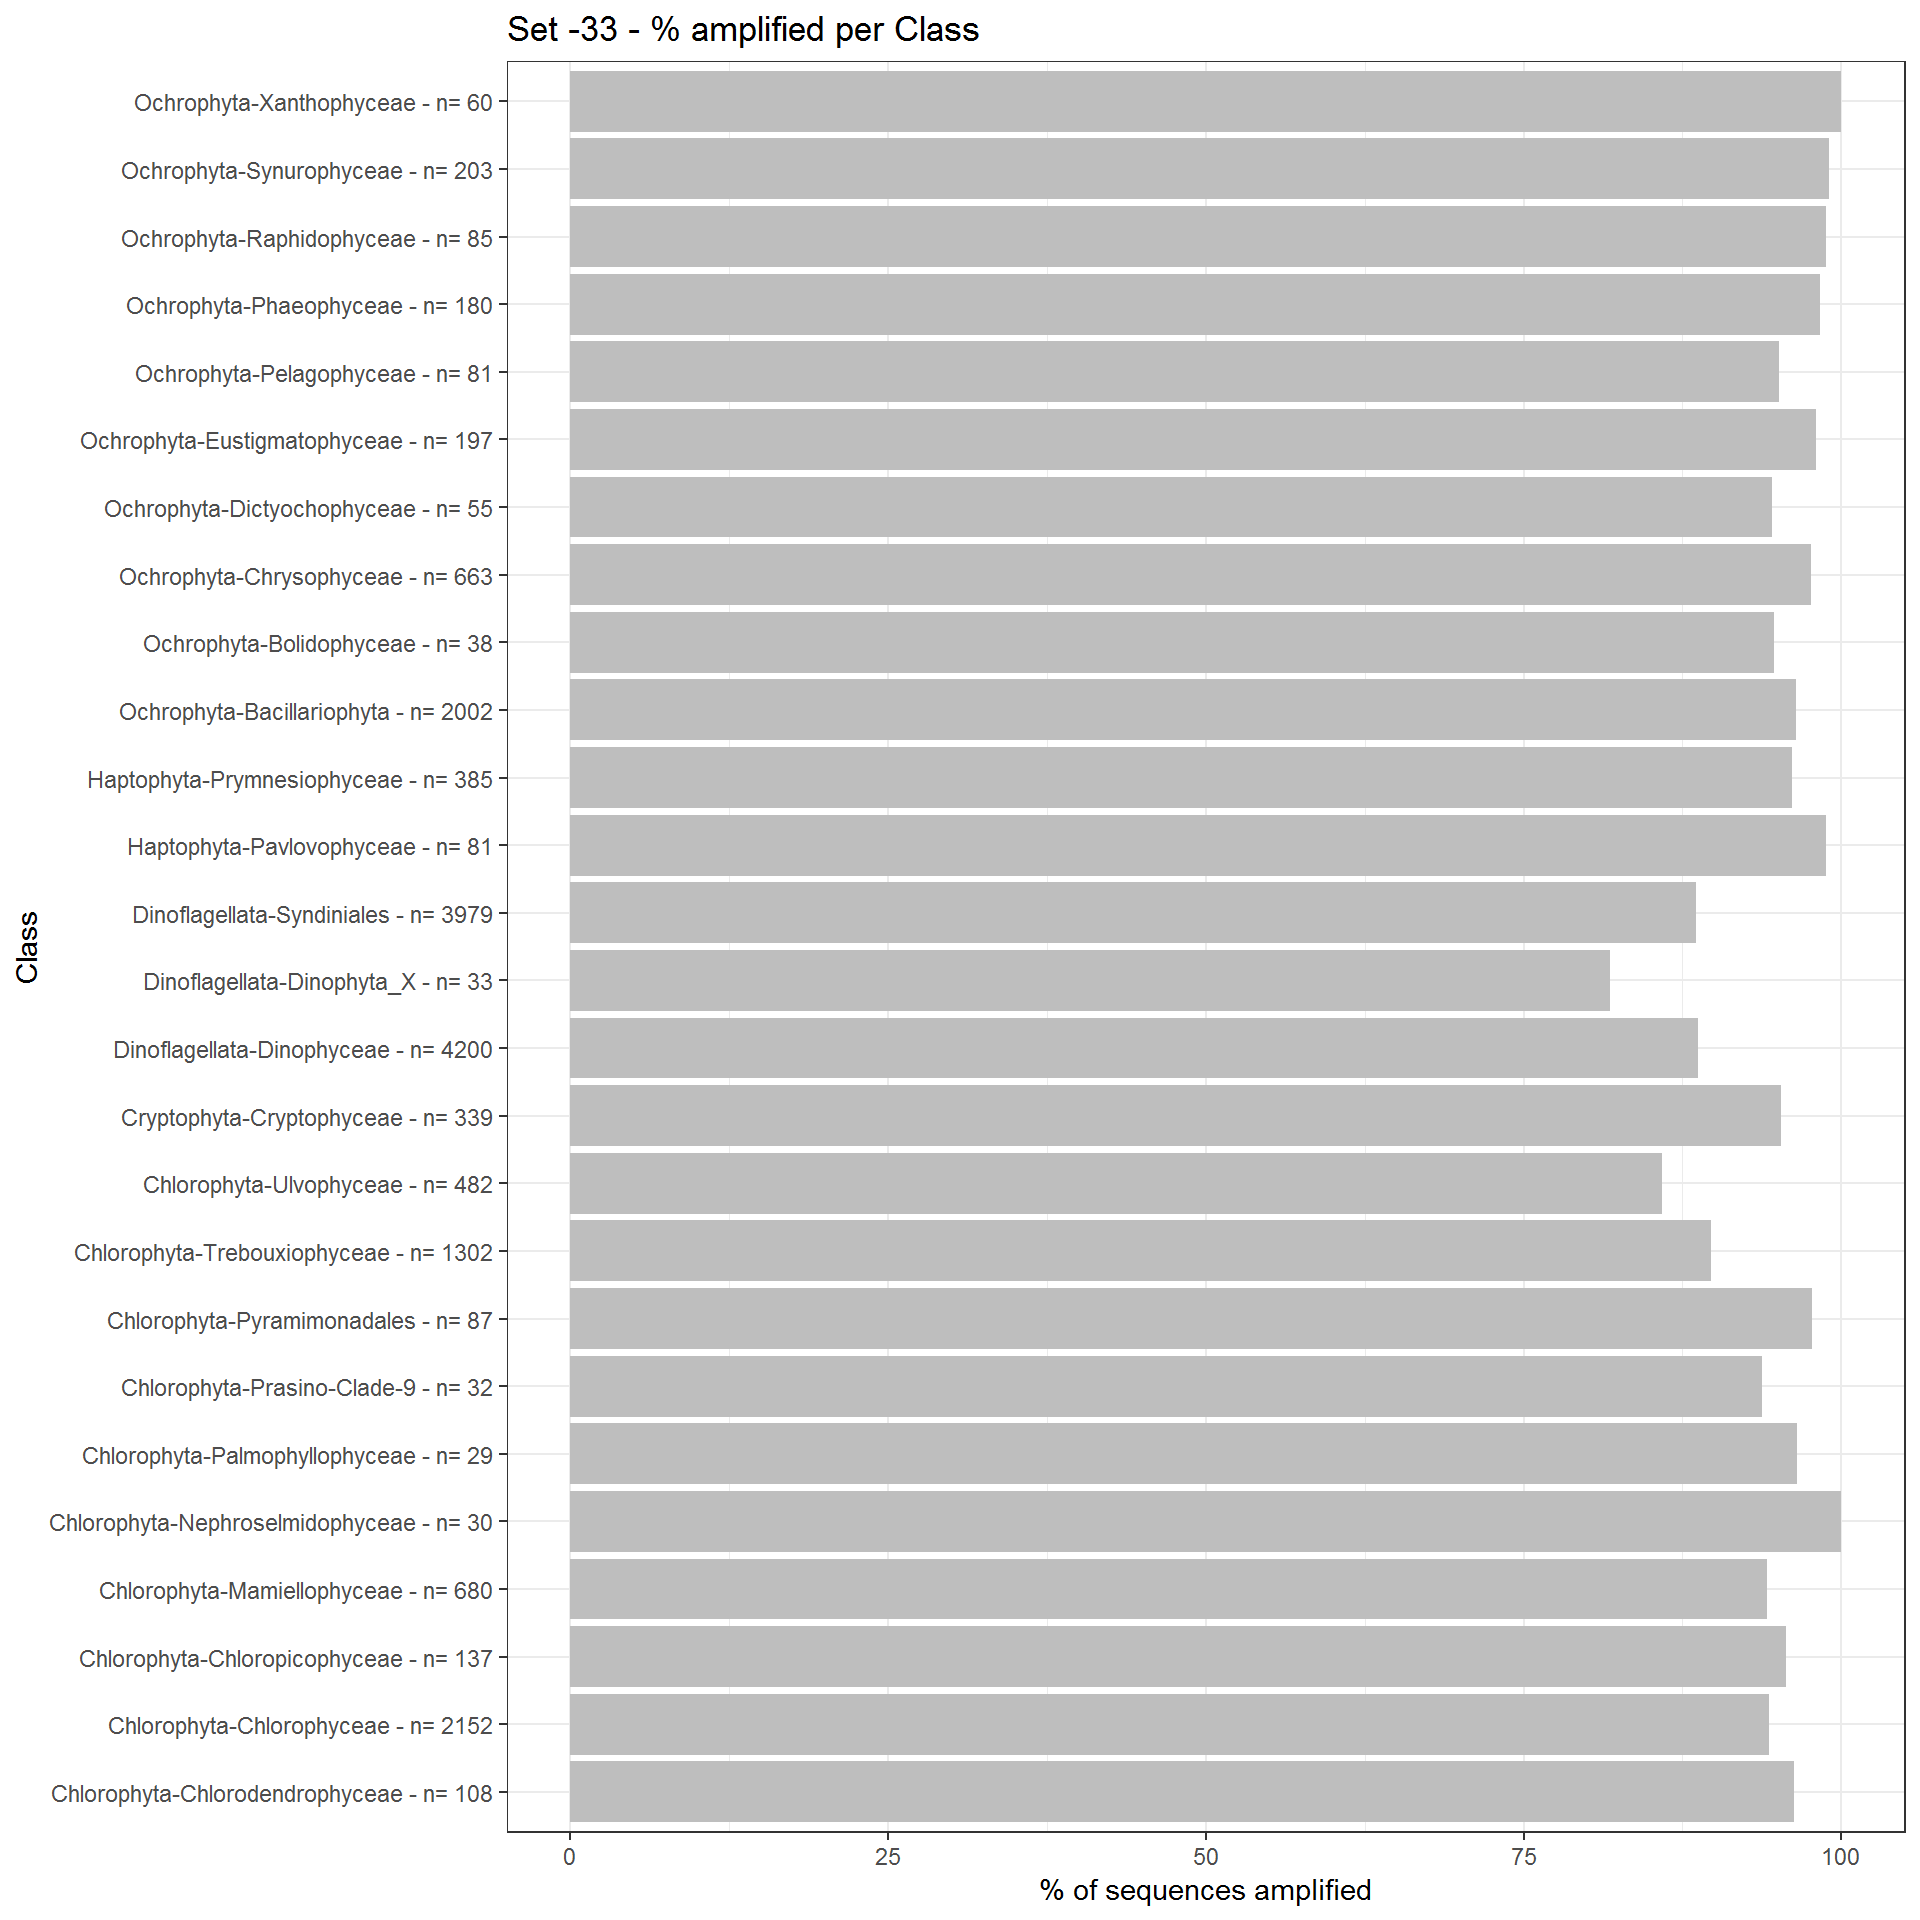 Set -33 - % amplified per Class
Ochrophyta-Xanthophyceae - n= 60
Ochrophyta-Synurophyceae - n= 203
Ochrophyta-Raphidophyceae - n= 85
Ochrophyta-Phaeophyceae - n= 180
Ochrophyta-Pelagophyceae - n= 81
Ochrophyta-Eustigmatophyceae - n= 197
Ochrophyta-Dictyochophyceae - n= 55
Ochrophyta-Chrysophyceae - n= 663
Ochrophyta-Bolidophyceae - n= 38
Ochrophyta-Bacillariophyta - n= 2002
Haptophyta-Prymnesiophyceae - n= 385
Haptophyta-Pavlovophyceae - n= 81
Dinoflagellata-Syndiniales - n= 3979
Dinoflagellata-Dinophyta_X - n= 33
Dinoflagellata-Dinophyceae - n= 4200
Cryptophyta-Cryptophyceae - n= 339
Chlorophyta-Ulvophyceae - n= 482
Chlorophyta-Trebouxiophyceae - n= 1302
Chlorophyta-Pyramimonadales - n= 87
Chlorophyta-Prasino-Clade-9 - n= 32
Chlorophyta-Palmophyllophyceae - n= 29
Chlorophyta-Nephroselmidophyceae - n= 30
Chlorophyta-Mamiellophyceae - n= 680
Chlorophyta-Chloropicophyceae - n= 137
Chlorophyta-Chlorophyceae - n= 2152
Chlorophyta-Chlorodendrophyceae - n= 108
Class
0 25 50 75 100
% of sequences amplified